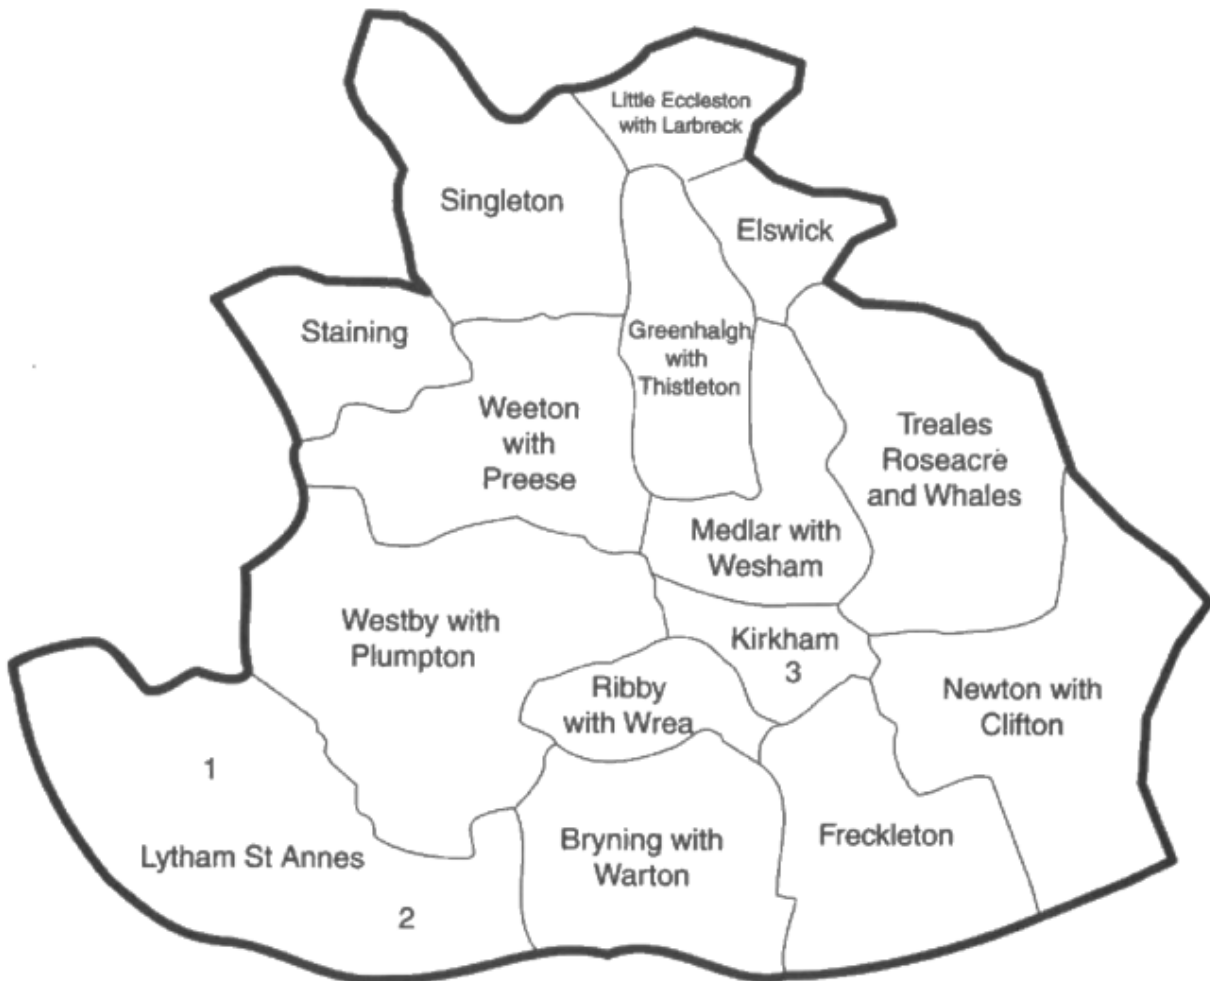 Little Eccleston
with Larbreck
Singleton
Elswick
Staining
Greenhalgh
with
Thistleton
Weeton
with
Preese
Treales
Roseacre
and Whales
Medlar with
Wesham
Westby with
Plumpton
Kirkham
3
Ribby
with Wrea
Newton with
Clifton
1
Lytham St Annes
2
Bryning with
Warton
Freckleton